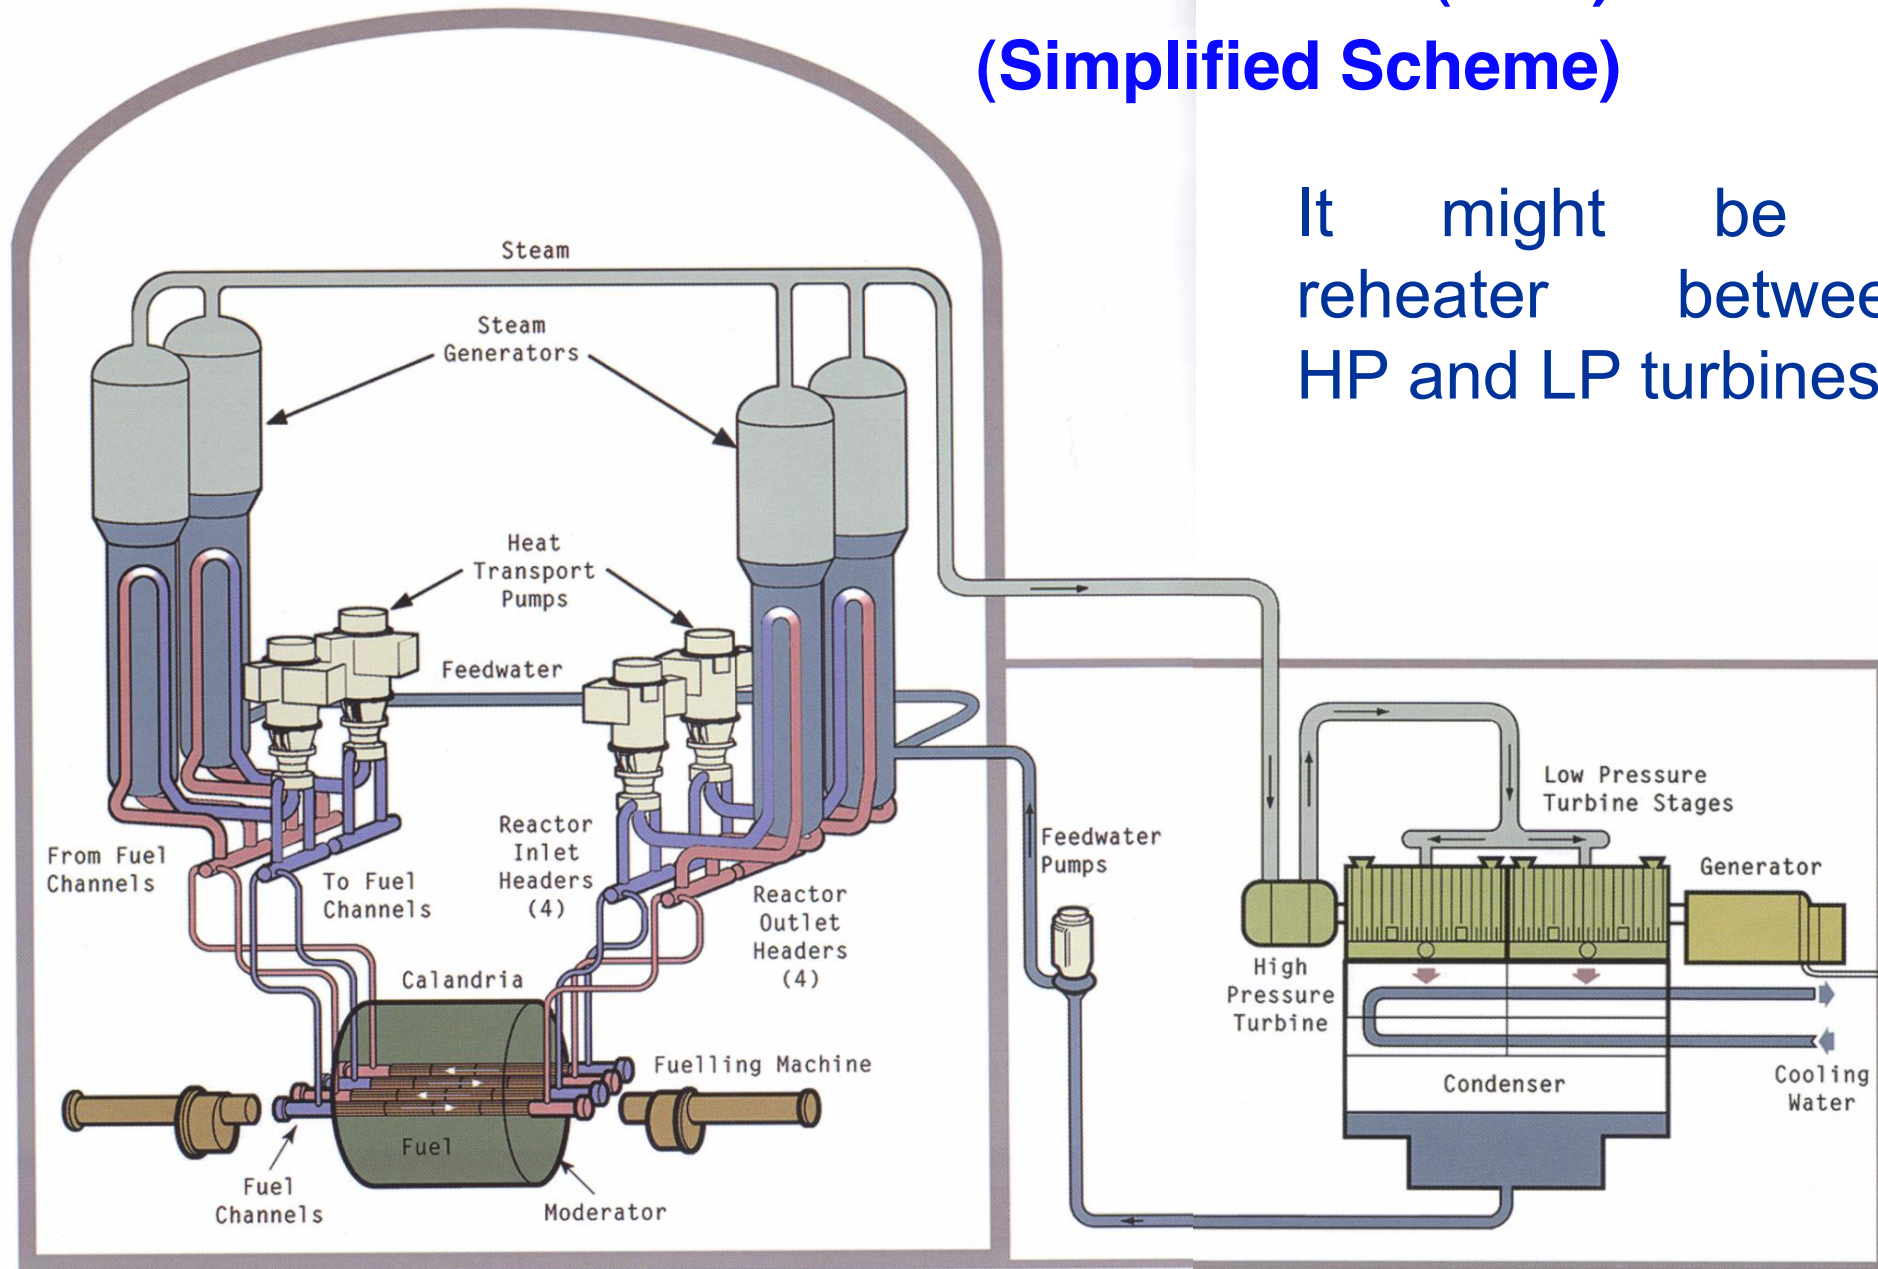 (Simplified Scheme)
It might be
reheater
HP and LP turbines
Steam
Steam
Generators
Heat
Transport
Pumps
Feedwater
From Fuel
Channels
To Fuel
Channels
Reactor
Inlet
Headers
(4)
Reactor
Outlet
Headers
(4)
Calandria
Fuelling Machine
Fuel
Fuel
Channels
Moderator
Feedwater
Pumps
Low Pressure
Turbine Stages
Generator
High
Pressure
Turbine
Condenser
Cooling
Water